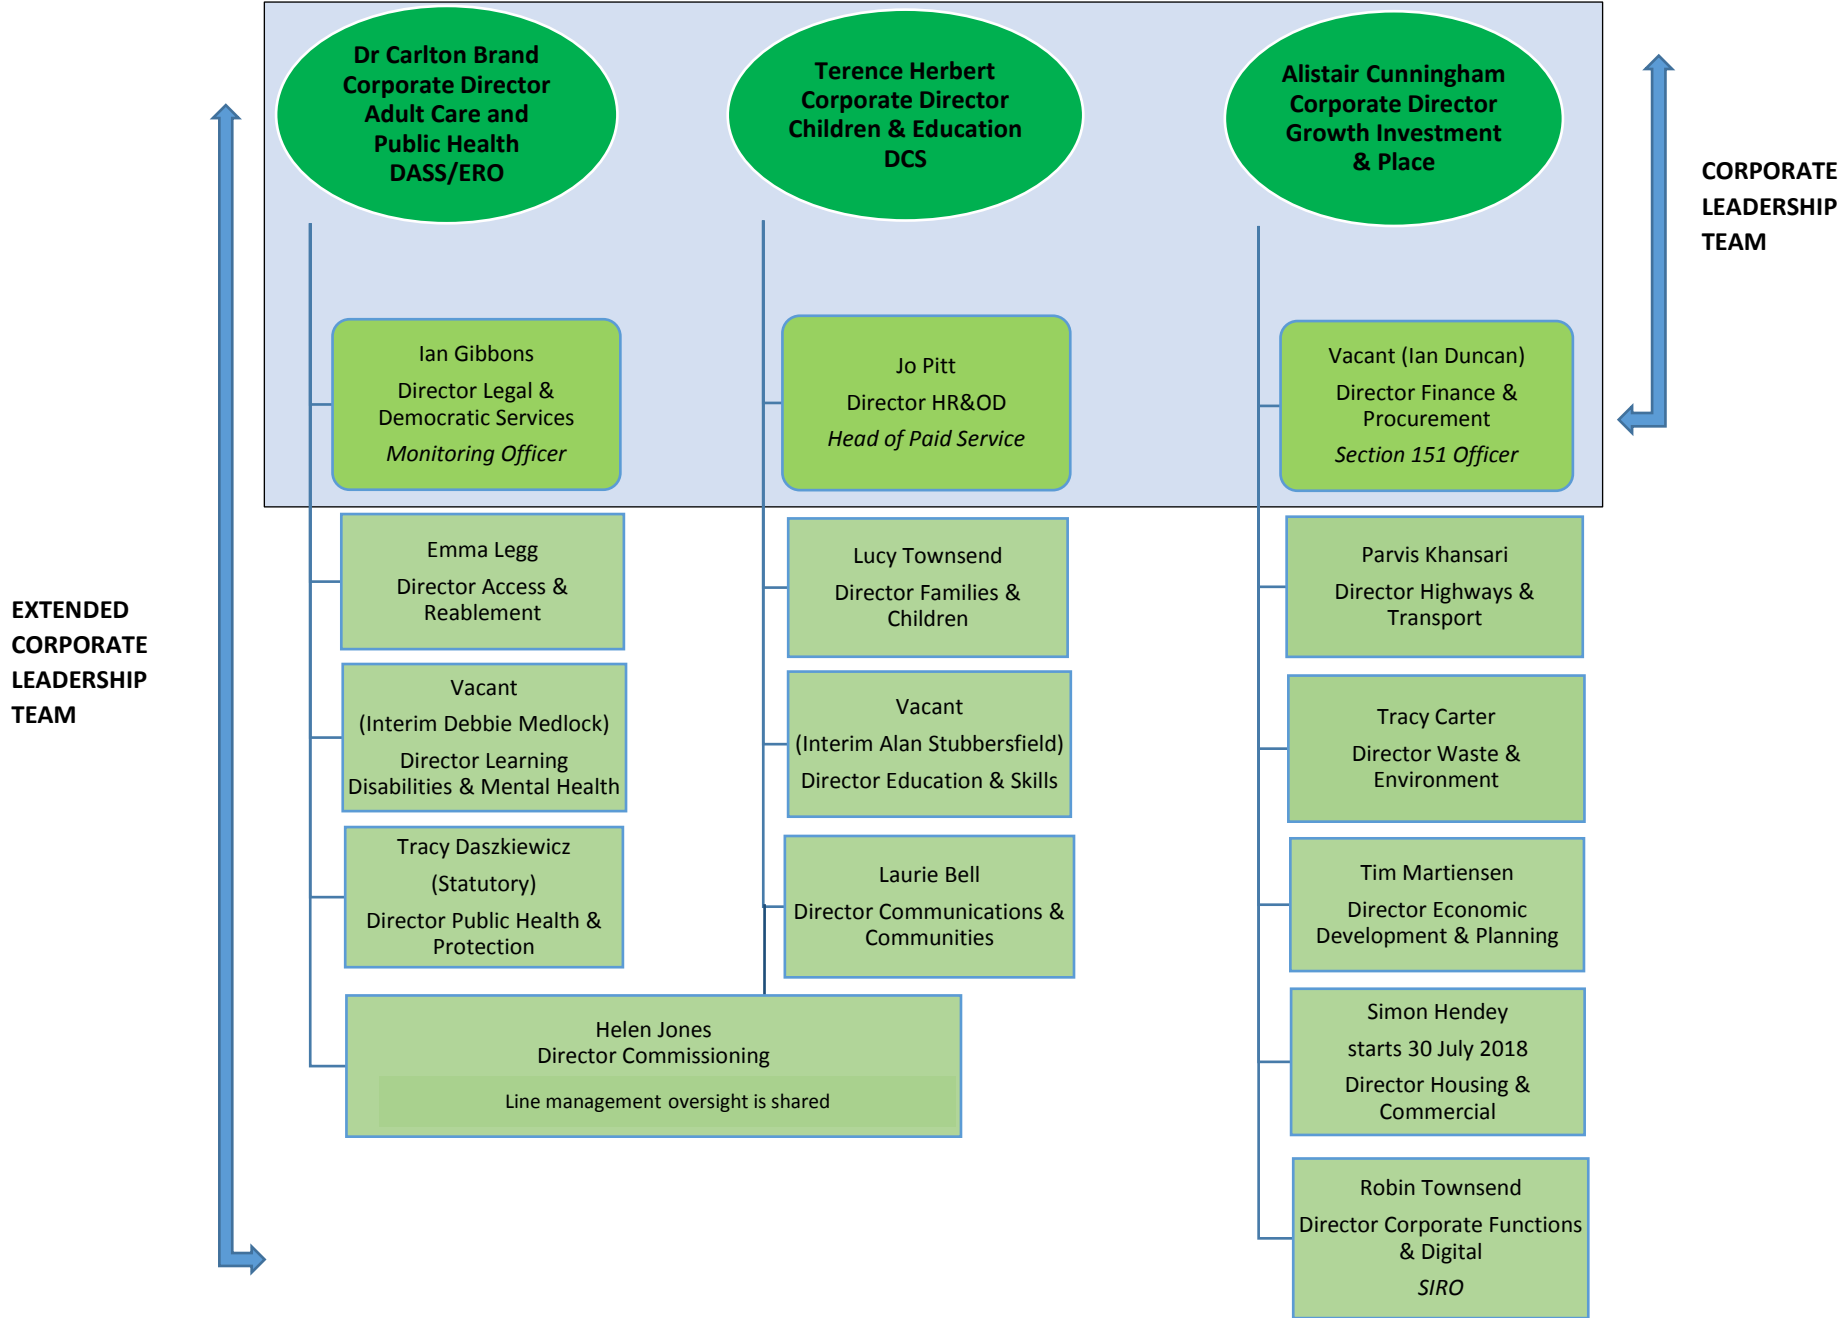 Dr Carlton Brand
Corporate Director
Adult Care and
Public Health
DASS/ERO
Terence Herbert
Corporate Director
Children & Education
DCS
Alistair Cunningham
Corporate Director
Growth Investment
& Place
CORPORATE
LEADERSHIP
TEAM
Ian Gibbons
Director Legal &
Democratic Services
Monitoring Officer
Jo Pitt
Director HR&OD
Head of Paid Service
Vacant (Ian Duncan)
Director Finance &
Procurement
Section 151 Officer
EXTENDED
CORPORATE
LEADERSHIP
TEAM
Emma Legg
Director Access &
Reablement
Lucy Townsend
Director Families &
Children
Parvis Khansari
Director Highways &
Transport
Vacant
(Interim Debbie Medlock)
Director Learning
Disabilities & Mental Health
Vacant
(Interim Alan Stubbersfield)
Director Education & Skills
Tracy Carter
Director Waste &
Environment
Tracy Daszkiewicz
(Statutory)
Director Public Health &
Protection
Laurie Bell
Director Communications &
Communities
Tim Martiensen
Director Economic
Development & Planning
Helen Jones
Director Commissioning
Line management oversight is shared
Simon Hendey
starts 30 July 2018
Director Housing &
Commercial
Robin Townsend
Director Corporate Functions
& Digital
SIRO